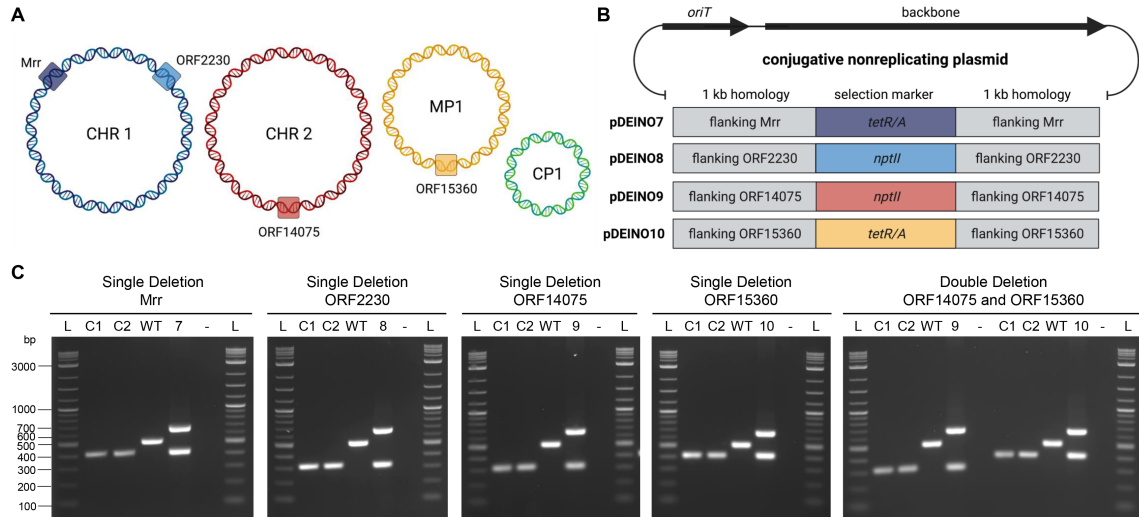 A
Mrr
ORF2230
CHR 1
CHR 2
ORF14075
MP1
ORF15360
CP1
B
oriT
backbone
conjugative nonreplicating plasmid
1 kb homology selection marker 1 kb homology
pDEINO7 flanking Mrr tetR/A flanking Mrr
pDEINO8 flanking ORF2230 nptII flanking ORF2230
pDEINO9 flanking ORF14075 nptII flanking ORF14075
pDEINO10 flanking ORF15360 tetR/A flanking ORF15360
C
Single Deletion
Mrr
L C1 C2 WT 7 - L
Single Deletion
ORF2230
L C1 C2 WT 8 - L
Single Deletion
ORF14075
L C1 C2 WT 9 - L
Single Deletion
ORF15360
L C1 C2 WT 10 - L
Double Deletion
ORF14075 and ORF15360
L C1 C2 WT 9 - C1 C2 WT 10 - L
bp
3000
1000
700
600
500
400
300
200
100